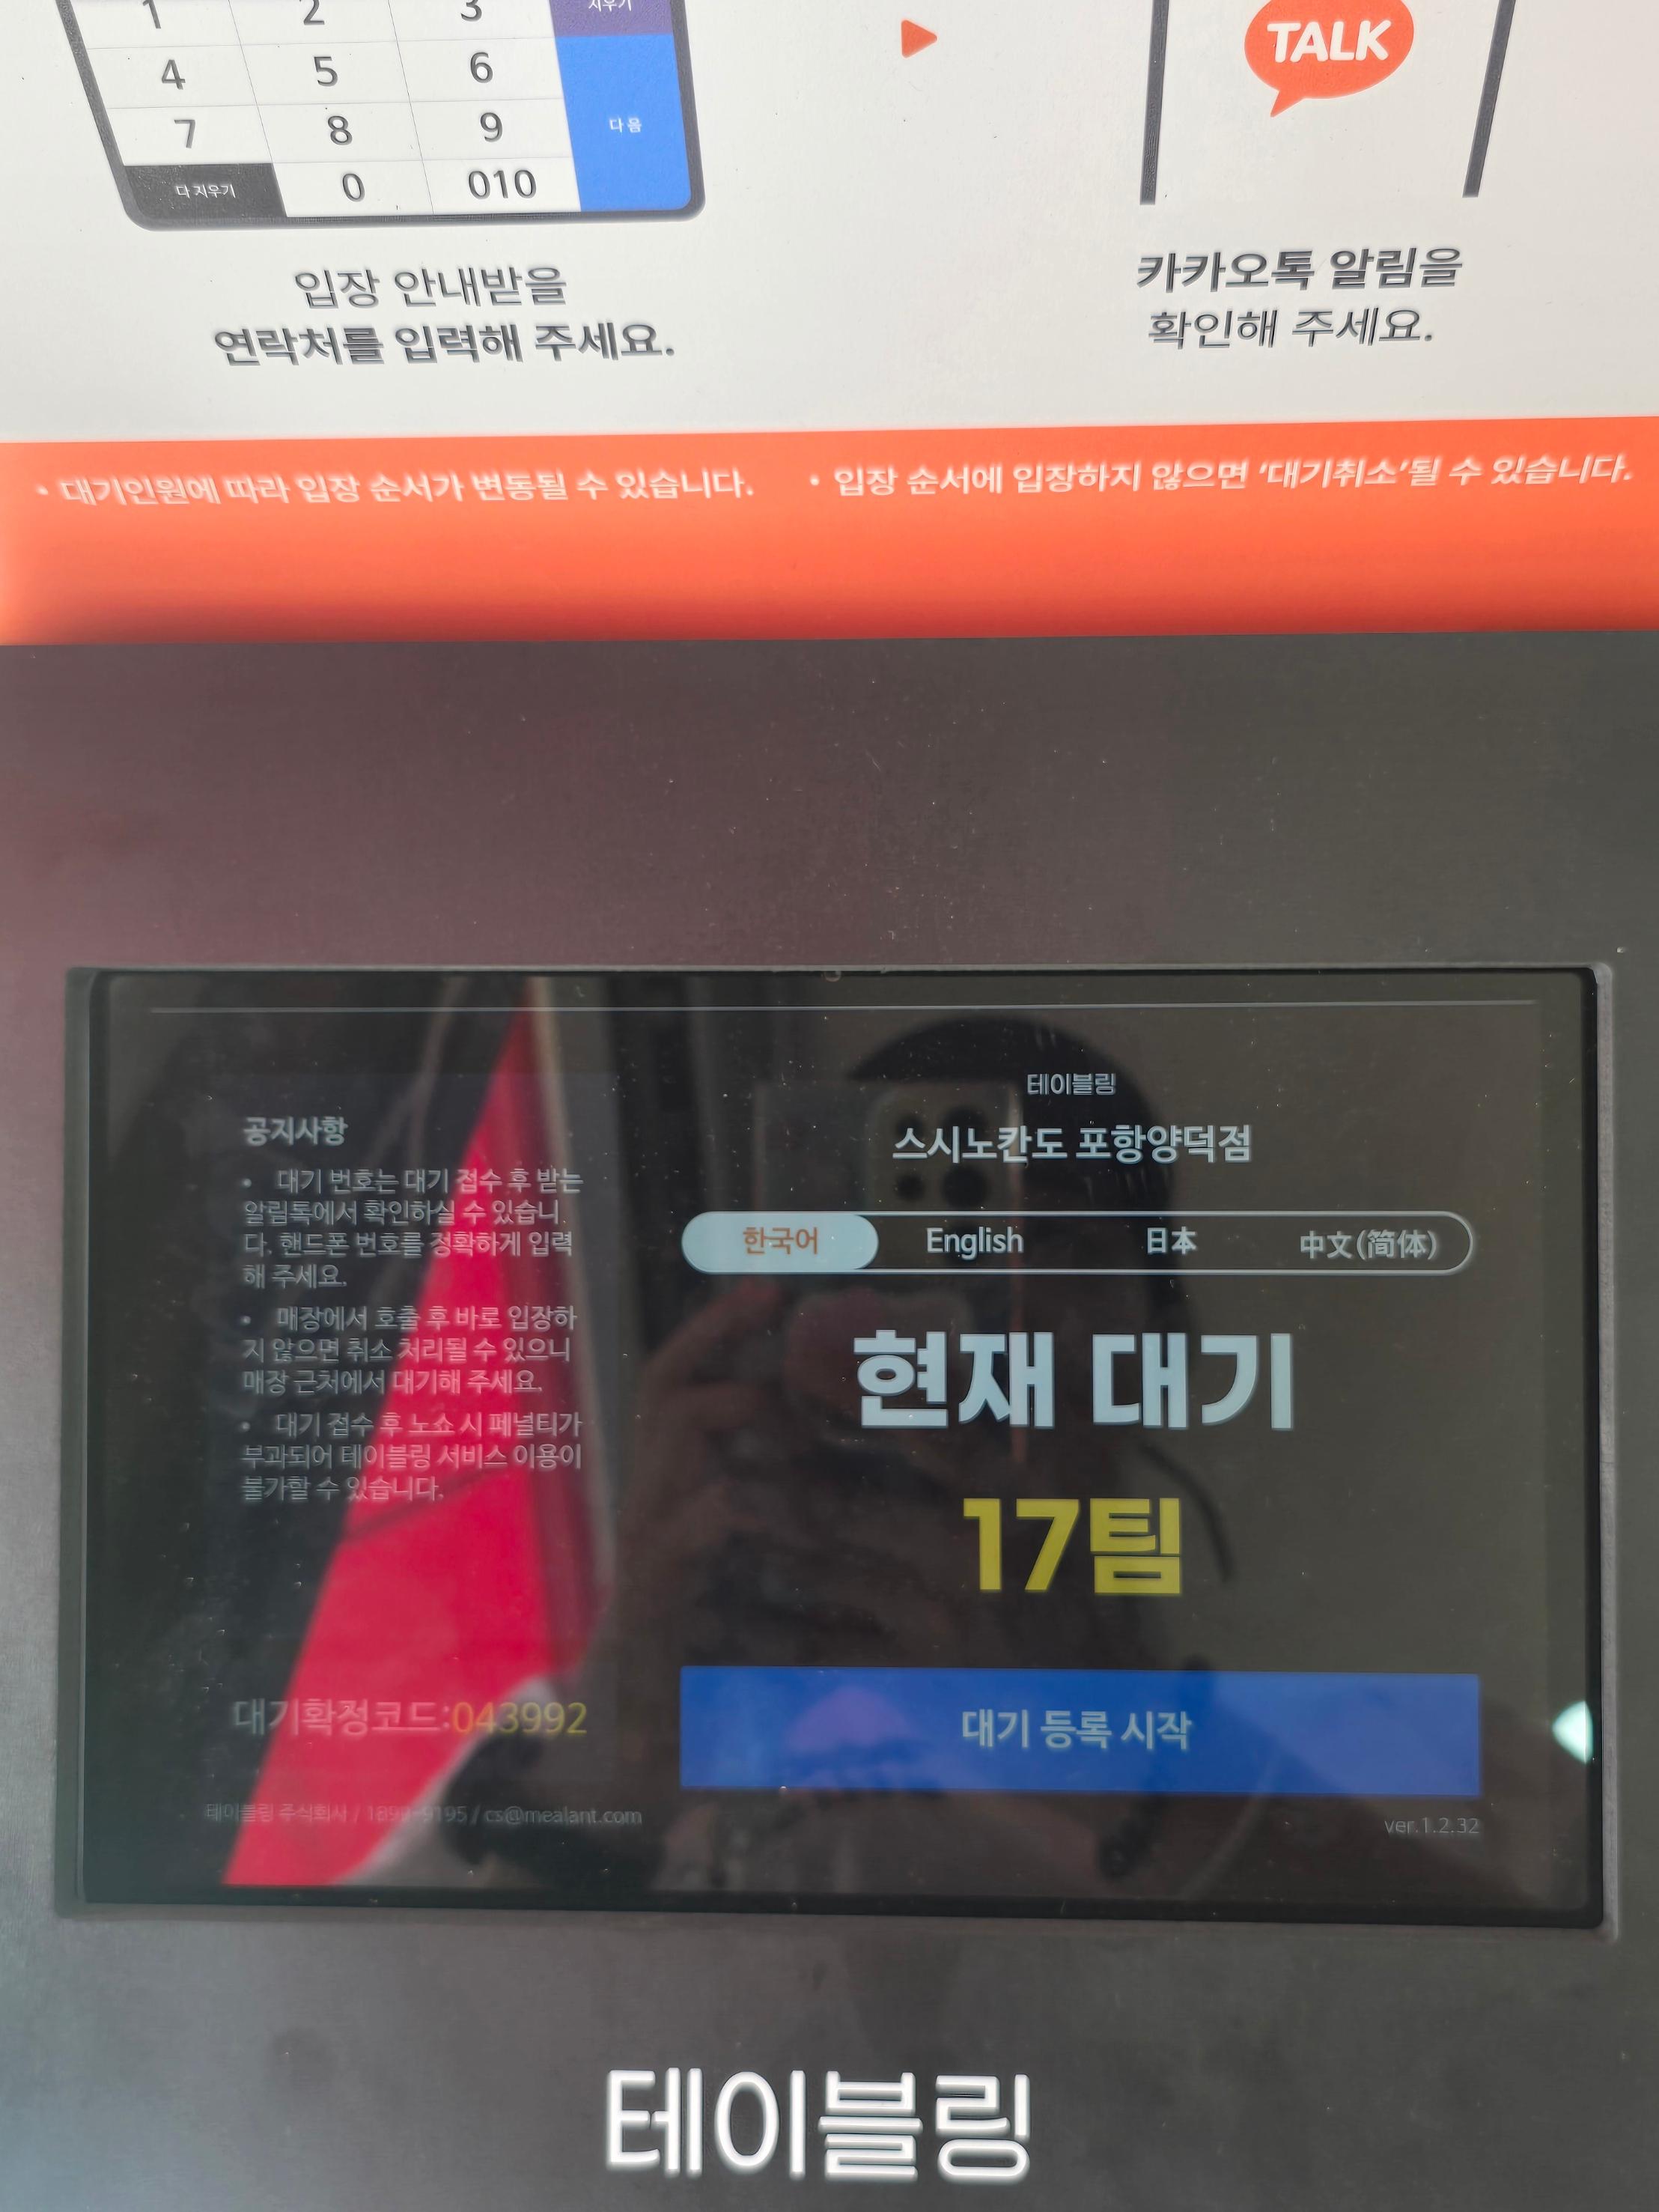 1 2 3 지우기
4 5 6
7 8 9 다음
다 지우기 0 010
TALK
입장 안내받을
연락처를 입력해 주세요.
카카오톡 알림을
확인해 주세요.
• 대기인원에 따라 입장 순서가 변동될 수 있습니다.
• 입장 순서에 입장하지 않으면 ‘대기취소’될 수 있습니다.
공지사항
• 대기 번호는 대기 접수 후 받는
알림톡에서 확인하실 수 있습니
다. 핸드폰 번호를 정확하게 입력
해 주세요.
• 매장에서 호출 후 바로 입장하
지 않으면 취소 처리될 수 있으니
매장 근처에서 대기해 주세요.
• 대기 접수 후 노쇼 시 페널티가
부과되어 테이블링 서비스 이용이
불가할 수 있습니다.
대기확정코드:043992
테이블링 주식회사 / 1899-9195 / cs@mealant.com
테이블링
스시노칸도 포항양덕점
한국어 English 日本 中文(简体)
현재 대기
17팀
대기 등록 시작
ver.1.2.32
테이블링